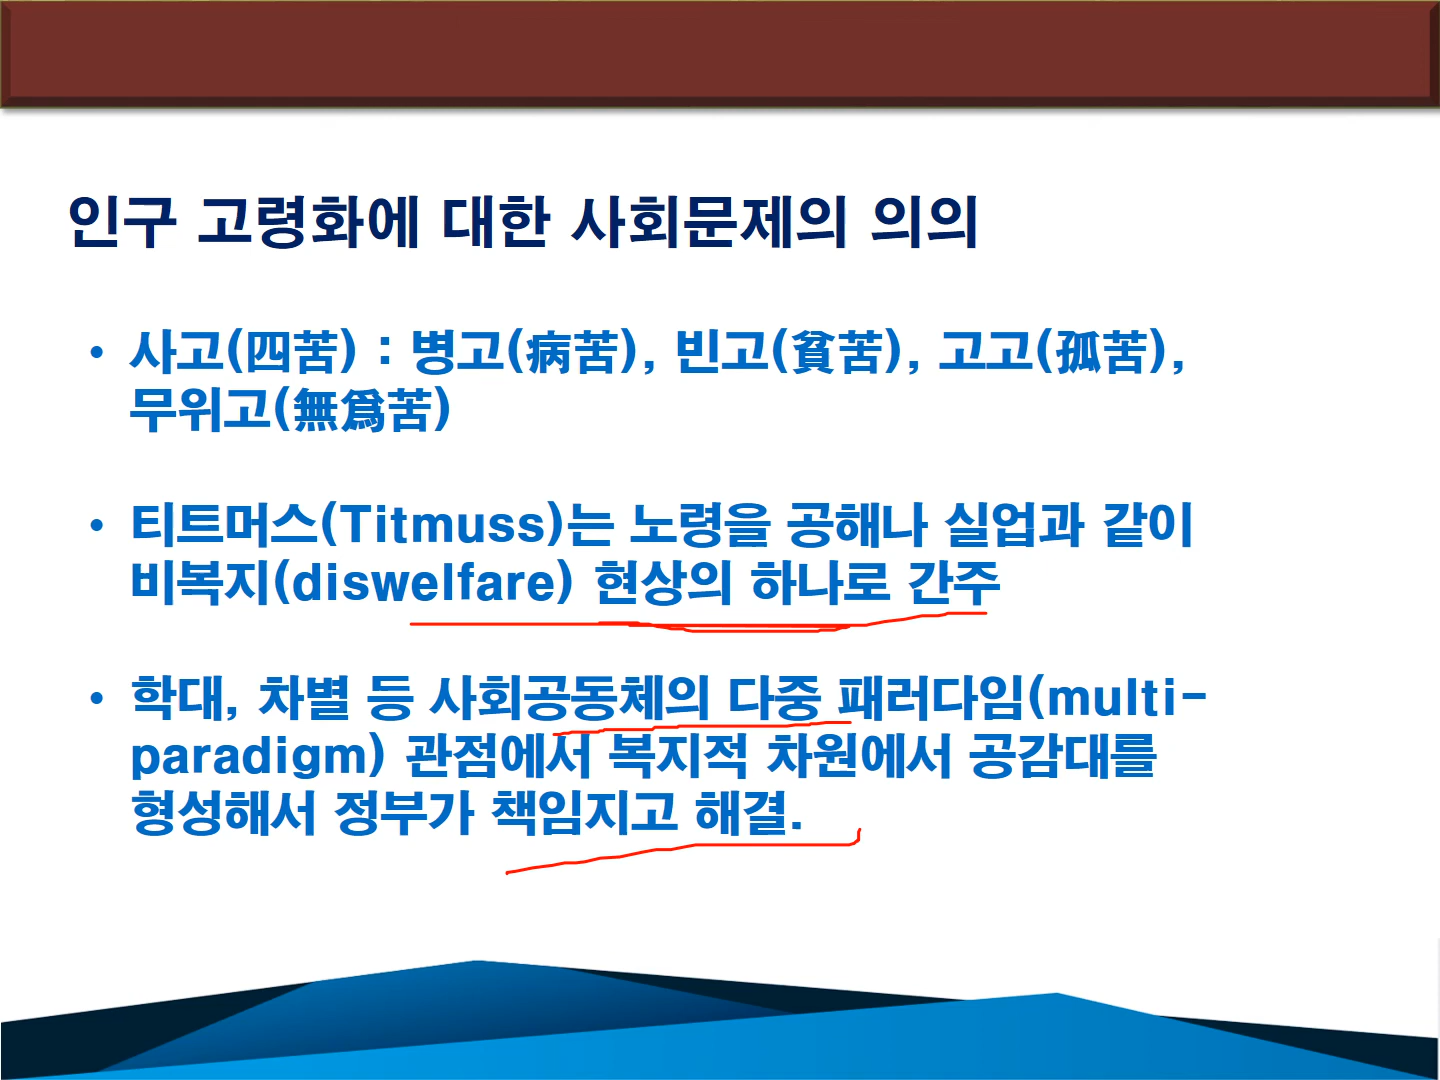 인구 고령화에 대한 사회문제의 의의
• 사고(四苦) : 병고(病苦), 빈고(貧苦), 고고(孤苦),
무위고(無爲苦)
• 티트머스(Titmuss)는 노령을 공해나 실업과 같이
비복지(diswelfare) 현상의 하나로 간주
• 학대, 차별 등 사회공동체의 다중 패러다임(multi-
paradigm) 관점에서 복지적 차원에서 공감대를
형성해서 정부가 책임지고 해결.